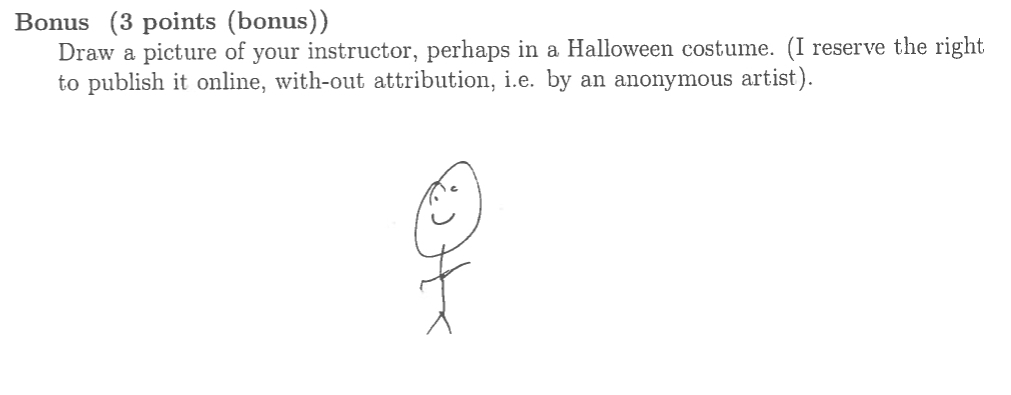 Bonus (3 points (bonus))
Draw a picture of your instructor, perhaps in a Halloween costume. (I reserve the right
to publish it online, with-out attribution, i.e. by an anonymous artist).